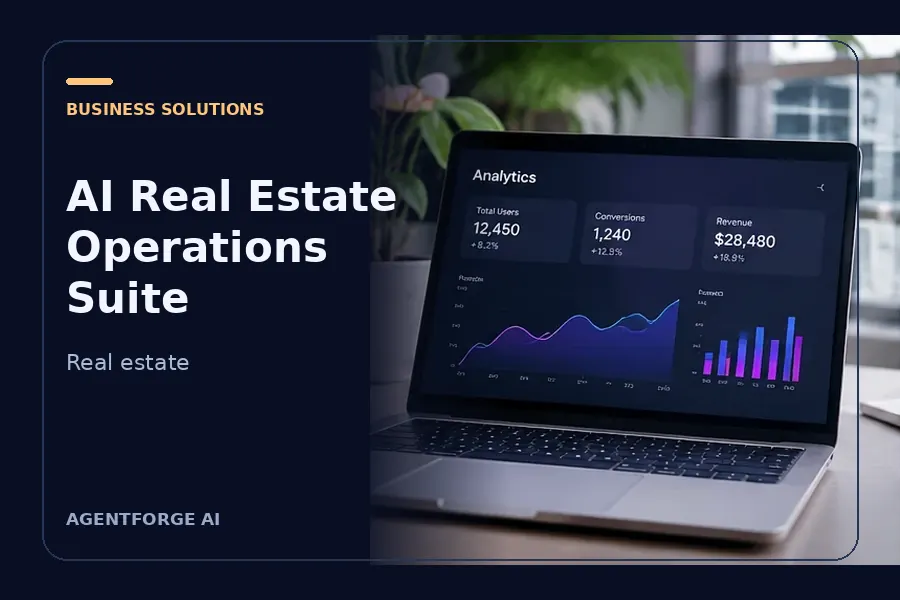 BUSINESS SOLUTIONS
AI Real Estate
Operations
Suite
Real estate
AGENTFORGE AI
Analytics
Total Users
12,450
+8.2%
Conversions
1,240
+12.9%
Revenue
$28,480
+18.9%